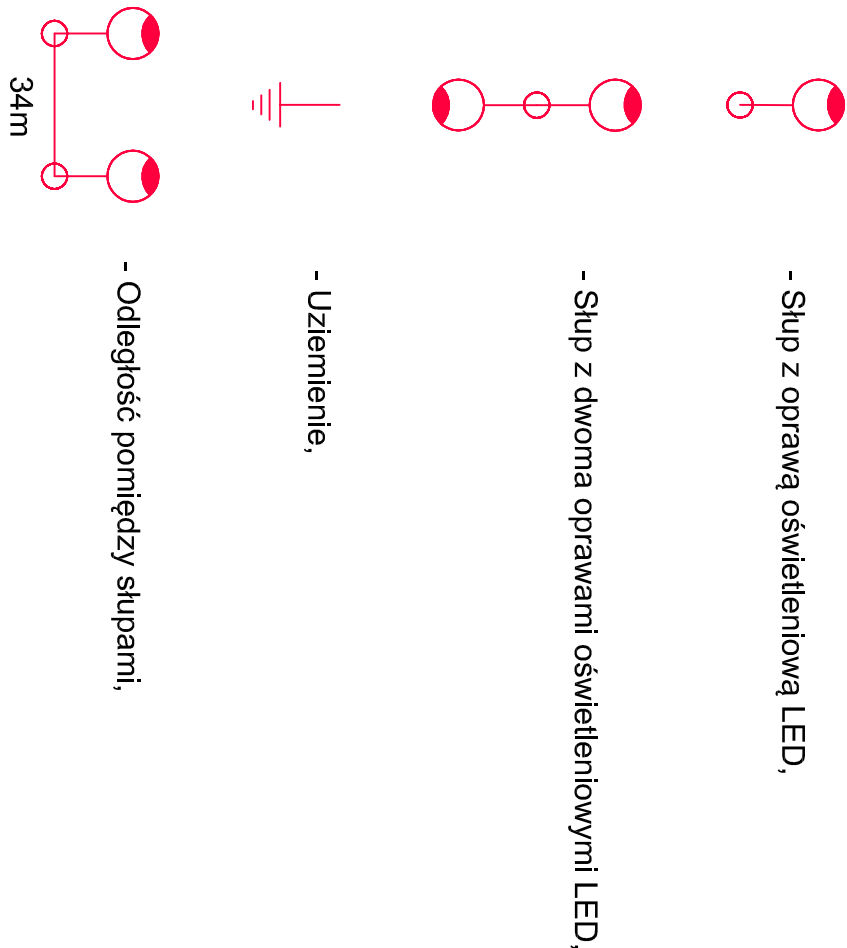 - Słup z oprawą oświetleniową LED,
- Słup z dwoma oprawami oświetleniowymi LED,
- Uziemienie,
34m
- Odległość pomiędzy słupami,